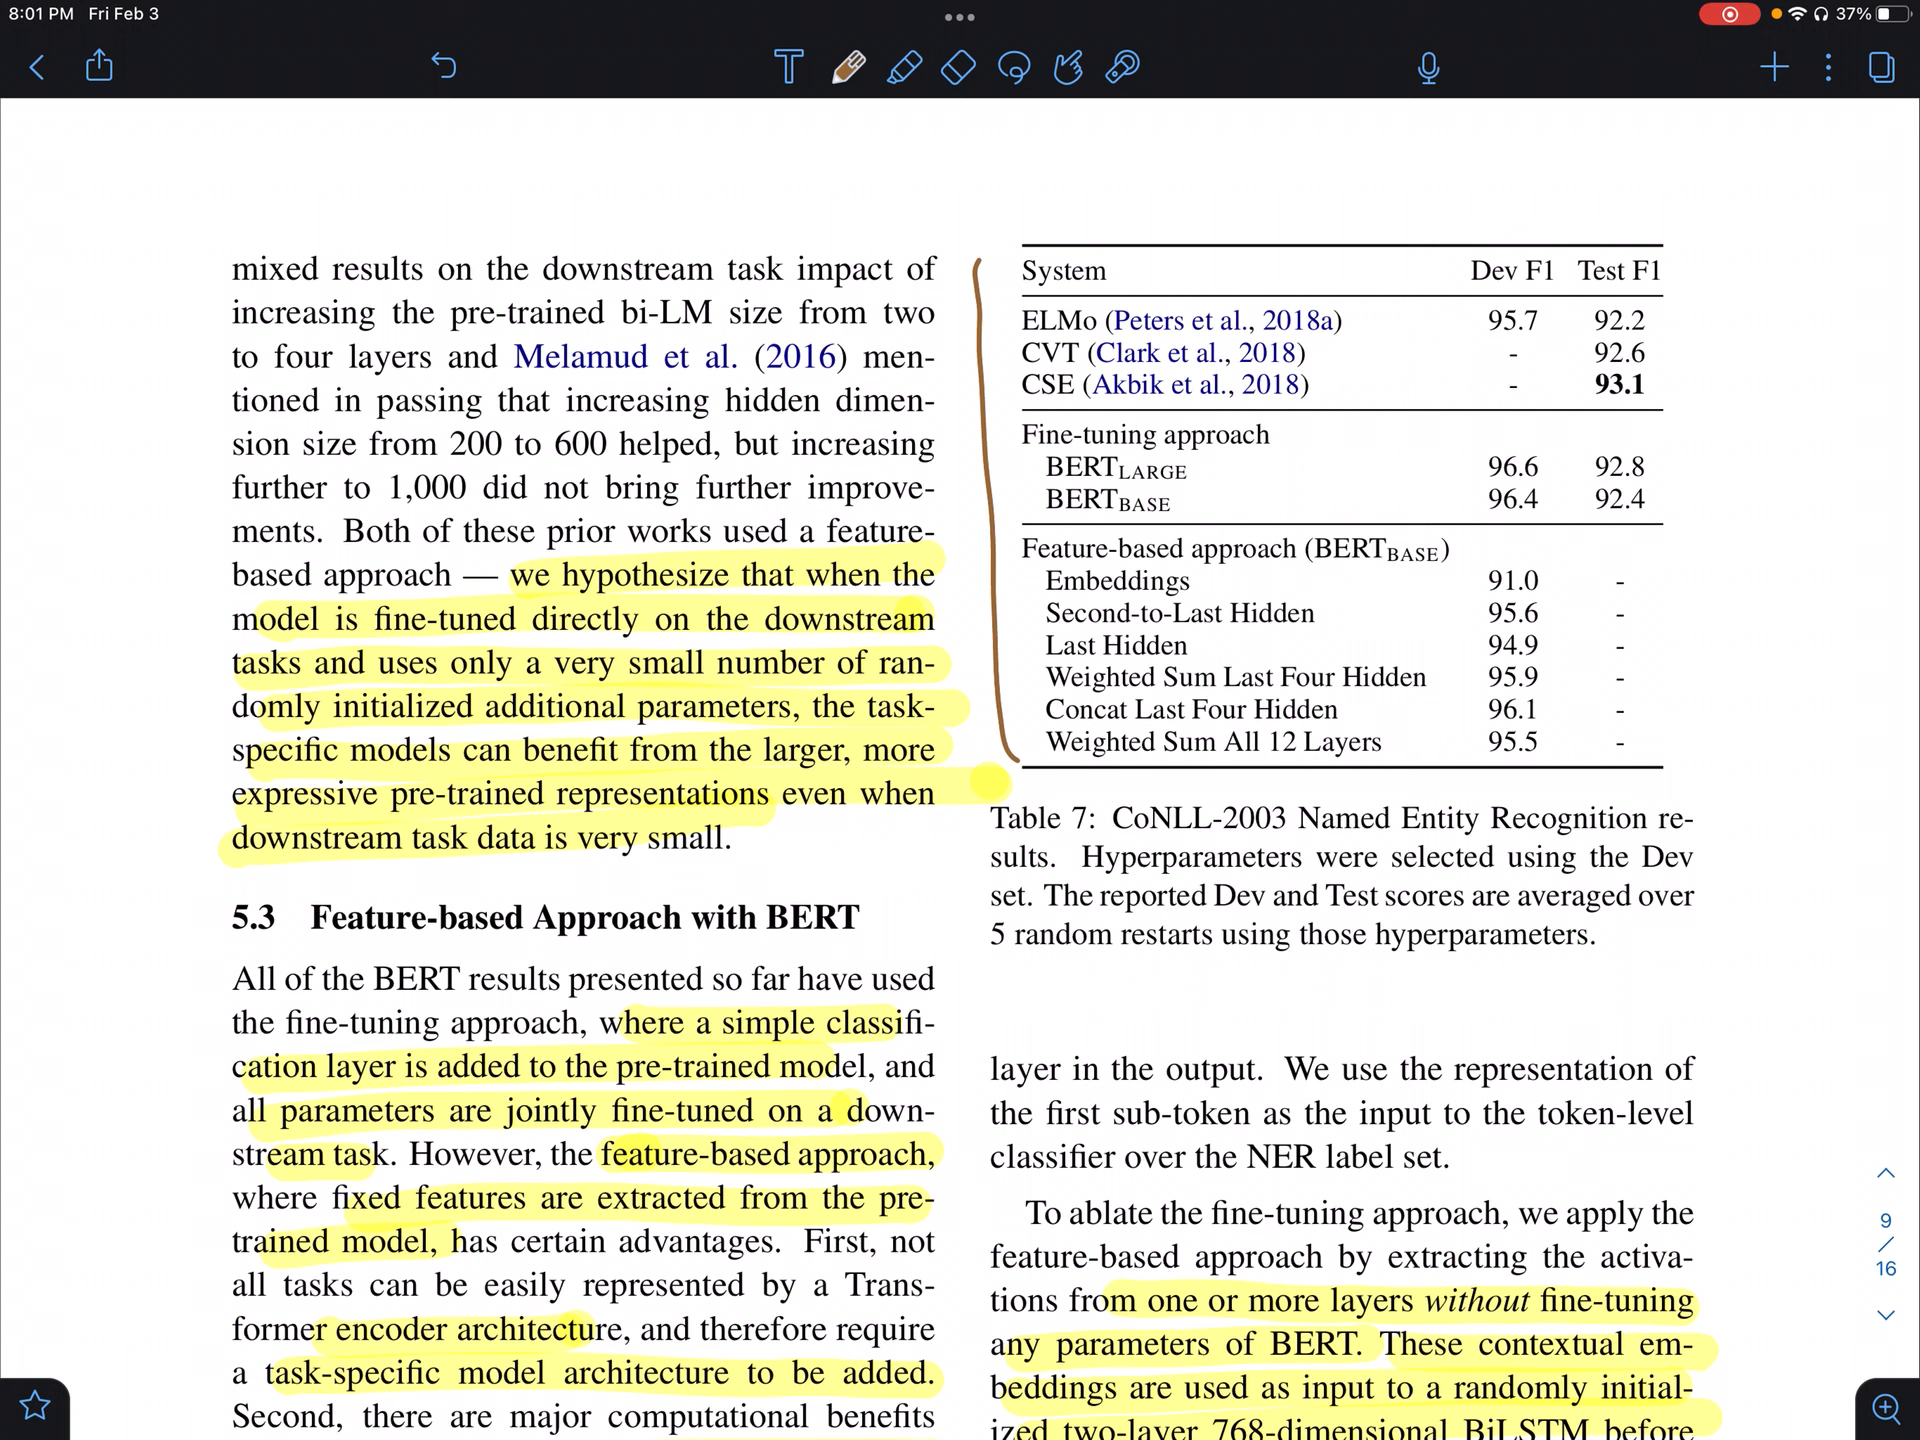 8:01 PM Fri Feb 3
37%
mixed results on the downstream task impact of
increasing the pre-trained bi-LM size from two
to four layers and Melamud et al. (2016) men-
tioned in passing that increasing hidden dimen-
sion size from 200 to 600 helped, but increasing
further to 1,000 did not bring further improve-
ments. Both of these prior works used a feature-
based approach — we hypothesize that when the
model is fine-tuned directly on the downstream
tasks and uses only a very small number of ran-
domly initialized additional parameters, the task-
specific models can benefit from the larger, more
expressive pre-trained representations even when
downstream task data is very small.
5.3 Feature-based Approach with BERT
All of the BERT results presented so far have used
the fine-tuning approach, where a simple classifi-
cation layer is added to the pre-trained model, and
all parameters are jointly fine-tuned on a down-
stream task. However, the feature-based approach,
where fixed features are extracted from the pre-
trained model, has certain advantages. First, not
all tasks can be easily represented by a Trans-
former encoder architecture, and therefore require
a task-specific model architecture to be added.
Second, there are major computational benefits
System Dev F1 Test F1
ELMo (Peters et al., 2018a) 95.7 92.2
CVT (Clark et al., 2018) - 92.6
CSE (Akbik et al., 2018) - 93.1
Fine-tuning approach
BERTLARGE 96.6 92.8
BERTBASE 96.4 92.4
Feature-based approach (BERTBASE)
Embeddings 91.0 -
Second-to-Last Hidden 95.6 -
Last Hidden 94.9 -
Weighted Sum Last Four Hidden 95.9 -
Concat Last Four Hidden 96.1 -
Weighted Sum All 12 Layers 95.5 -
Table 7: CoNLL-2003 Named Entity Recognition re-
sults. Hyperparameters were selected using the Dev
set. The reported Dev and Test scores are averaged over
5 random restarts using those hyperparameters.
layer in the output. We use the representation of
the first sub-token as the input to the token-level
classifier over the NER label set.
To ablate the fine-tuning approach, we apply the
feature-based approach by extracting the activa-
tions from one or more layers without fine-tuning
any parameters of BERT. These contextual em-
beddings are used as input to a randomly initial-
ized two-layer 768-dimensional BiLSTM before
9
/
16